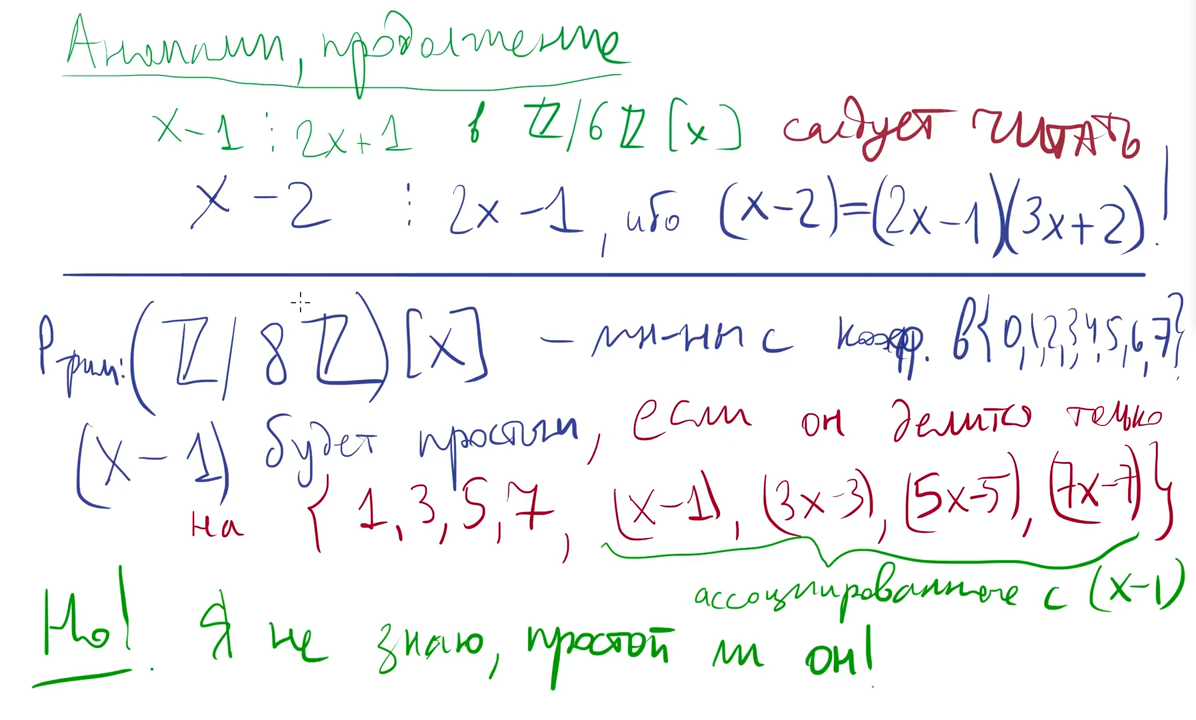 Аномалии, продолжение
x-1 ⋮ 2x+1 в ℤ/6ℤ[x] следует читать
x-2 ⋮ 2x-1, ибо (x-2)=(2x-1)(3x+2)!
Прим: (ℤ/8ℤ)[x] - мн-ны с коэфф. в {0,1,2,3,4,5,6,7}
(x-1) будет простым, если он делится только
на {1,3,5,7, (x-1), (3x-3), (5x-5), (7x-7)}
ассоциированные с (x-1)
Но! Я не знаю, простой ли он!